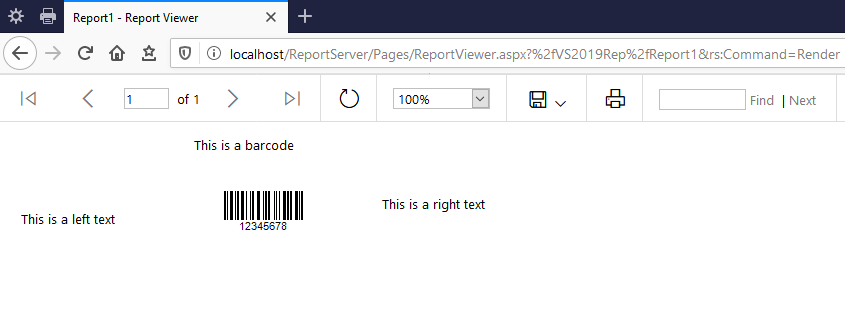 Report1 - Report Viewer
localhost/ReportServer/Pages/ReportViewer.aspx?%2fVS2019Rep%2fReport1&rs:Command=Render
1 of 1 100% Find | Next
This is a barcode
This is a right text
This is a left text
12345678